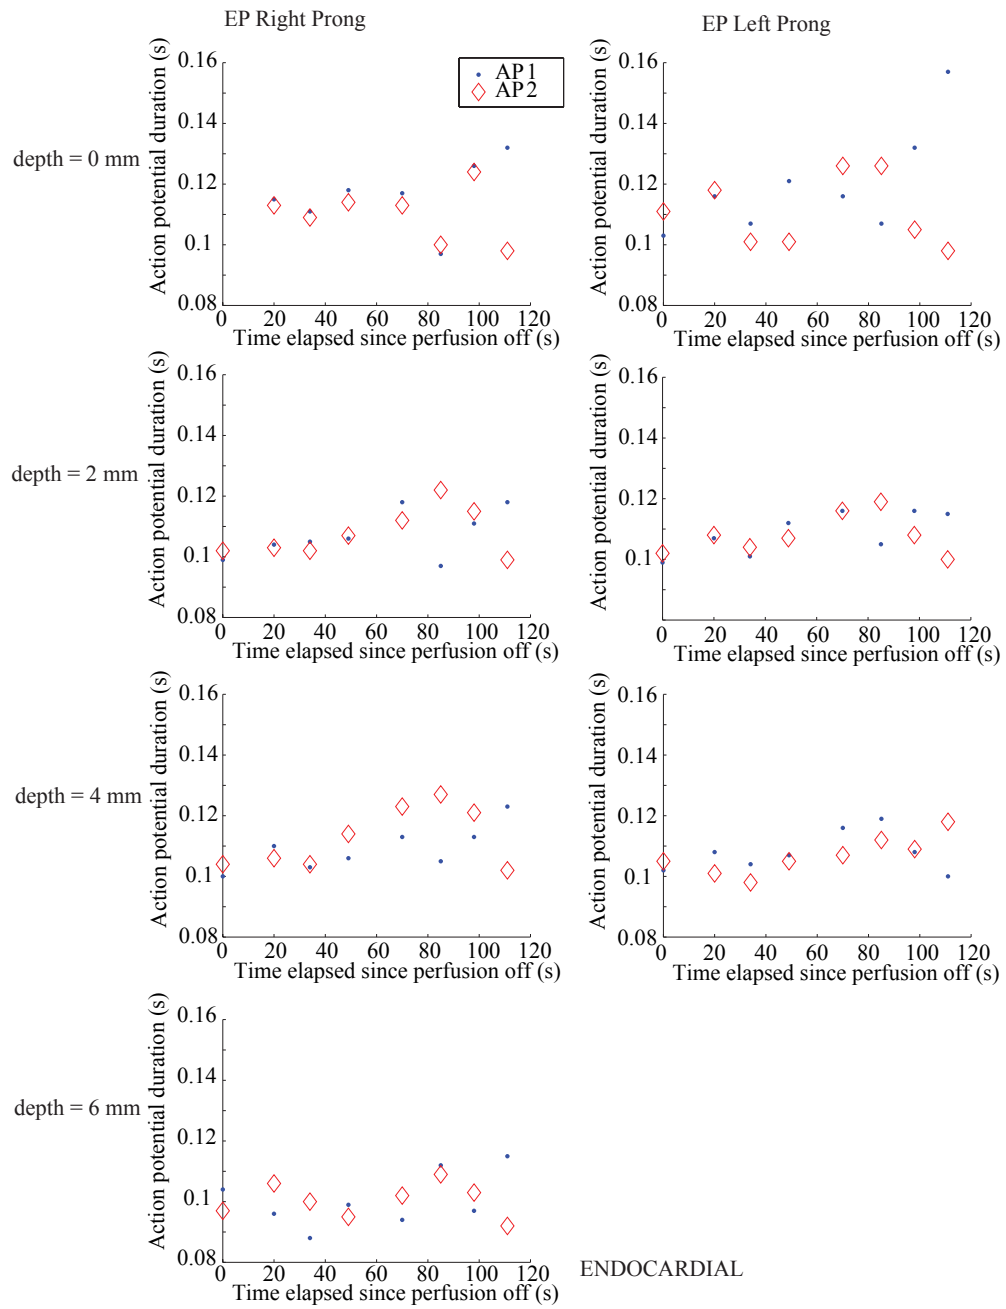 EP Right Prong
EP Left Prong
depth = 0 mm
Action potential duration (s)
0.16
0.14
0.12
0.1
0.08
0 20 40 60 80 100 120
Time elapsed since perfusion off (s)
AP1
AP2
Action potential duration (s)
0.16
0.14
0.12
0.1
0.08
0 20 40 60 80 100 120
Time elapsed since perfusion off (s)
depth = 2 mm
Action potential duration (s)
0.16
0.14
0.12
0.1
0.08
0 20 40 60 80 100 120
Time elapsed since perfusion off (s)
Action potential duration (s)
0.16
0.14
0.12
0.1
0 20 40 60 80 100 120
Time elapsed since perfusion off (s)
depth = 4 mm
Action potential duration (s)
0.16
0.14
0.12
0.1
0.08
0 20 40 60 80 100 120
Time elapsed since perfusion off (s)
Action potential duration (s)
0.16
0.14
0.12
0.1
0.08
0 20 40 60 80 100 120
Time elapsed since perfusion off (s)
depth = 6 mm
Action potential duration (s)
0.16
0.14
0.12
0.1
0.08
0 20 40 60 80 100 120
Time elapsed since perfusion off (s)
ENDOCARDIAL